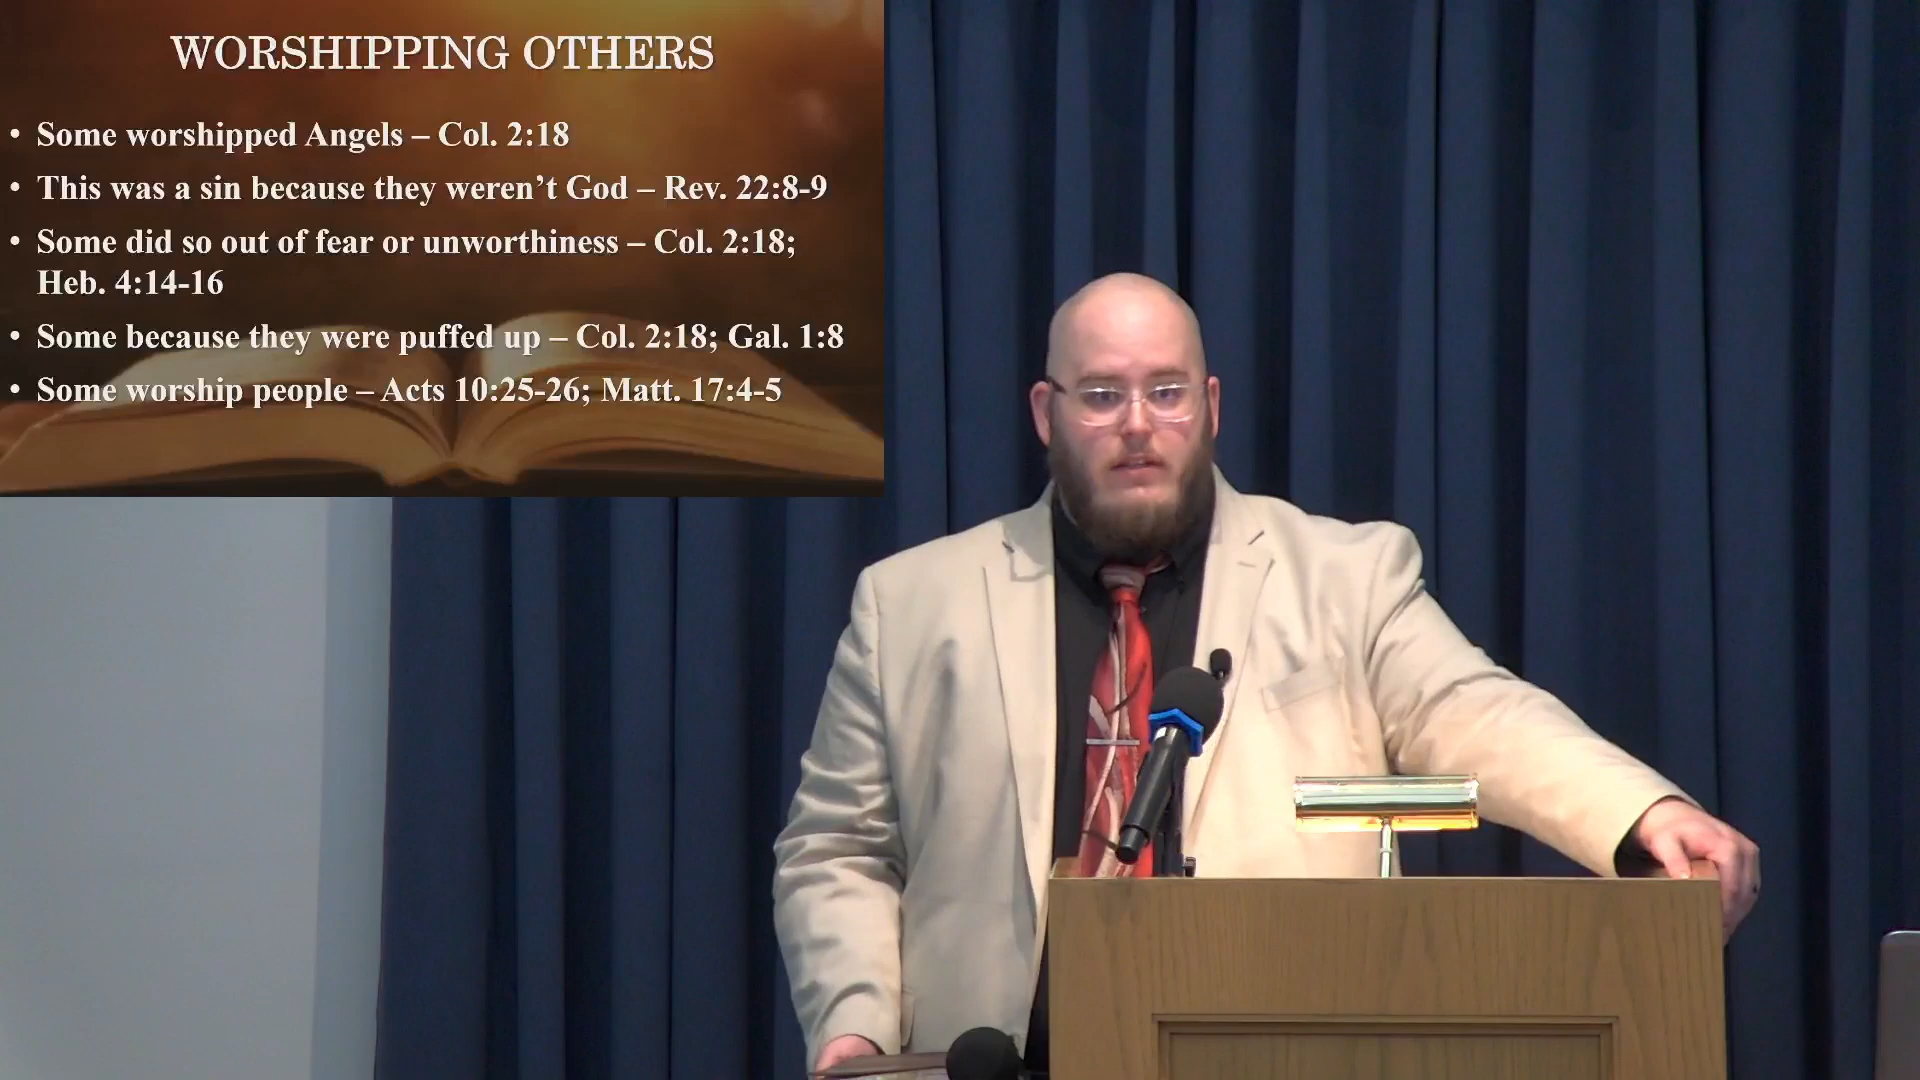 WORSHIPPING OTHERS
• Some worshipped Angels – Col. 2:18
• This was a sin because they weren’t God – Rev. 22:8-9
• Some did so out of fear or unworthiness – Col. 2:18;
Heb. 4:14-16
• Some because they were puffed up – Col. 2:18; Gal. 1:8
• Some worship people – Acts 10:25-26; Matt. 17:4-5